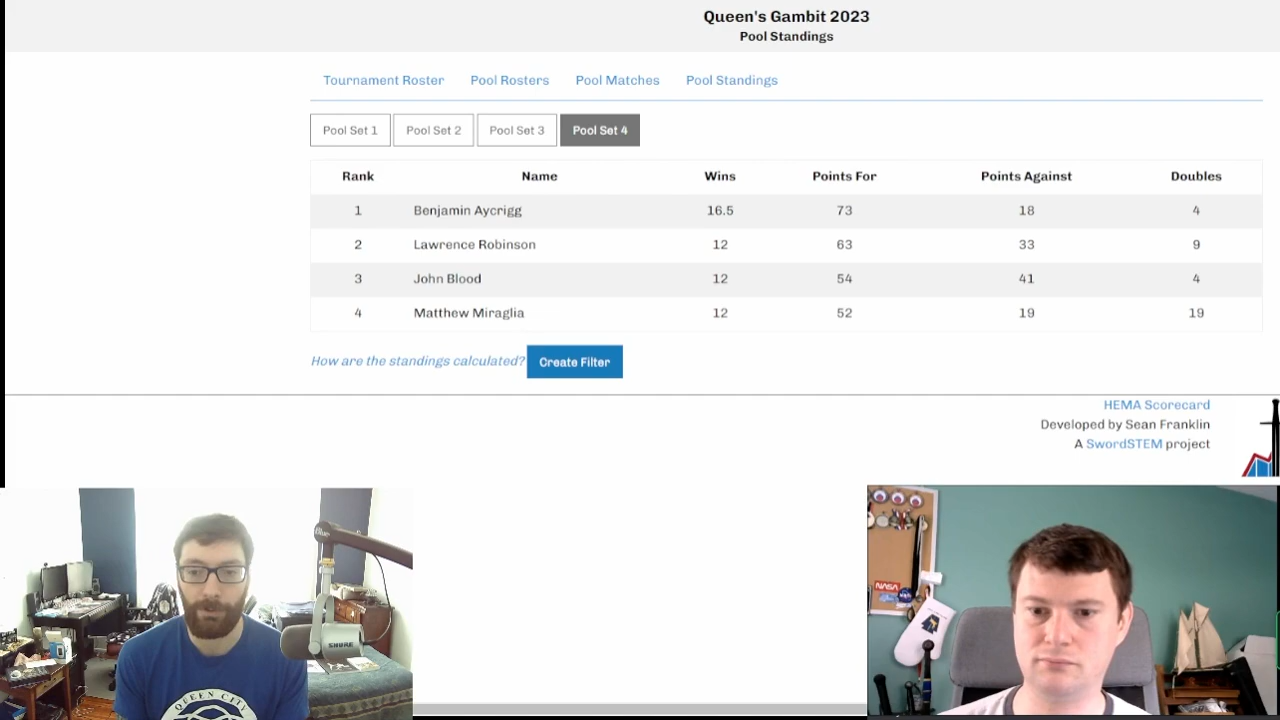 Queen's Gambit 2023
Pool Standings
Tournament Roster Pool Rosters Pool Matches Pool Standings
Pool Set 1 Pool Set 2 Pool Set 3 Pool Set 4
Rank Name Wins Points For Points Against Doubles
1 Benjamin Aycrigg 16.5 73 18 4
2 Lawrence Robinson 12 63 33 9
3 John Blood 12 54 41 4
4 Matthew Miraglia 12 52 19 19
How are the standings calculated? Create Filter
HEMA Scorecard
Developed by Sean Franklin
A SwordSTEM project
Blue
SHURE
QUEEN CITY
NASA